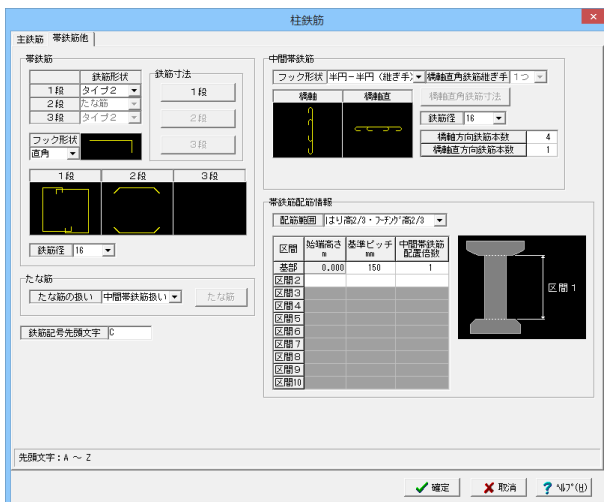 柱鉄筋
主鉄筋 帯鉄筋他
帯鉄筋
鉄筋形状
1段 タイプ2
2段 たな筋
3段 タイプ2
鉄筋寸法
1段
2段
3段
フック形状
直角
1段 2段 3段
鉄筋径 16
たな筋
たな筋の扱い 中間帯鉄筋扱い たな筋
鉄筋記号先頭文字 C
中間帯鉄筋
フック形状 半円-半円 (継ぎ手) 橋軸直角鉄筋継ぎ手 1つ
橋軸 橋軸直
橋軸直角鉄筋寸法
鉄筋径 16
橋軸方向鉄筋本数 4
橋軸直方向鉄筋本数 1
帯鉄筋配筋情報
配筋範囲 はり高2/3・フーチング高2/3
区間 始端高さ m 基準ピッチ mm 中間帯鉄筋配置倍数
基部 0.000 150 1
区間2
区間3
区間4
区間5
区間6
区間7
区間8
区間9
区間10
区間1
先頭文字:A ~ Z
確定 取消 ヘルプ(H)